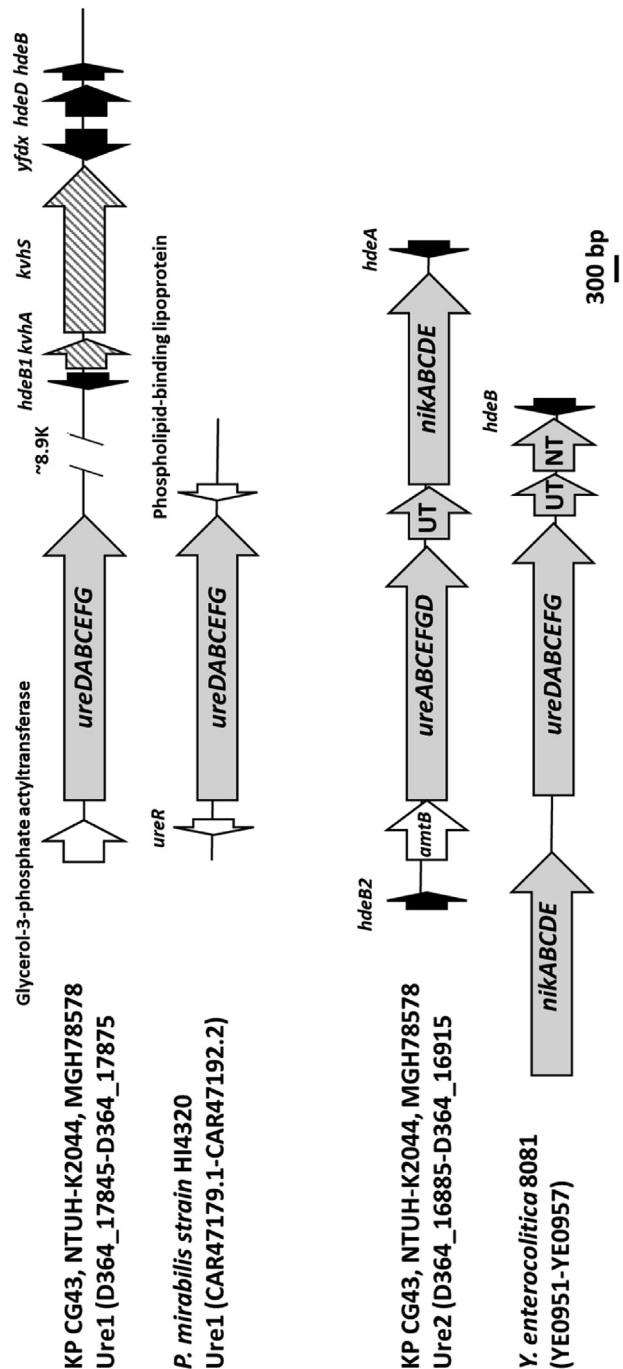 Glycerol-3-phosphate actyltransferase
KP CG43, NTUH-K2044, MGH78578
Ure1 (D364_17845-D364_17875
ureDABCEFG
~8.9K
hdeB1 kvhA
kvhS
yfdx hdeD hdeB
P. mirabilis strain HI4320
Ure1 (CAR47179.1-CAR47192.2)
ureR
ureDABCEFG
Phospholipid-binding lipoprotein
KP CG43, NTUH-K2044, MGH78578
Ure2 (D364_16885-D364_16915
hdeB2
amtB
ureABCEFGD
UT
nikABCDE
hdeA
Y. enterocolitica 8081
(YE0951-YE0957)
nikABCDE
ureDABCEFG
UT
NT
hdeB
300 bp